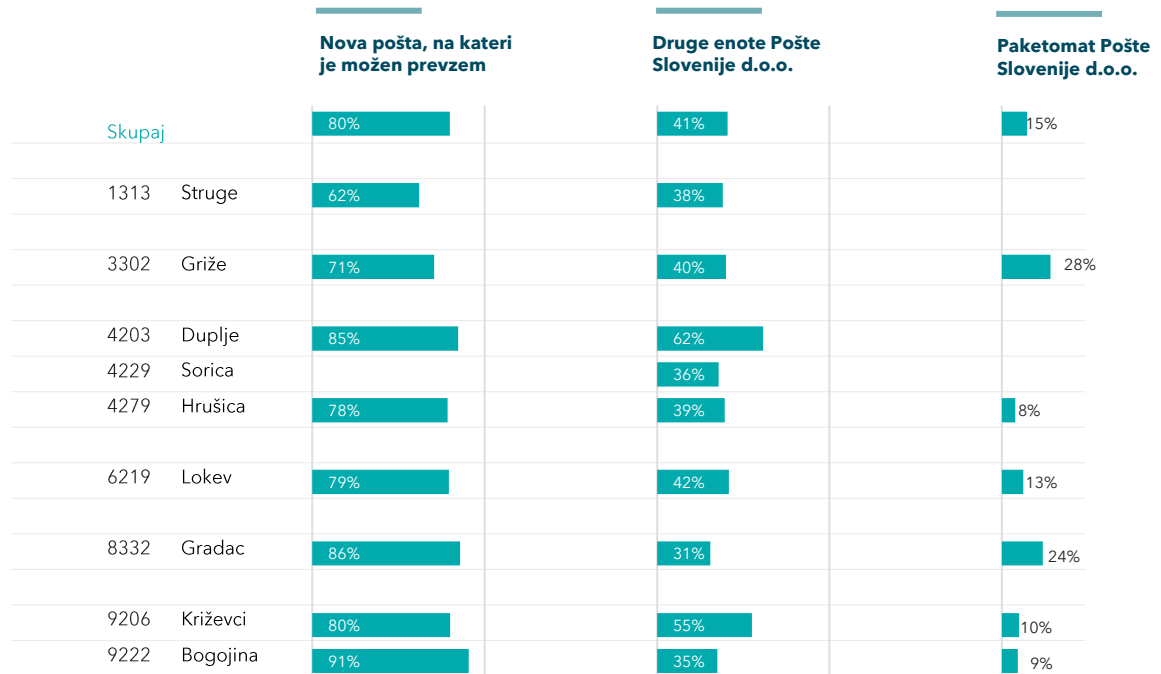 Nova pošta, na kateri
je možen prevzem
Druge enote Pošte
Slovenije d.o.o.
Paketomat Pošte
Slovenije d.o.o.
Skupaj 80% 41% 15%
1313 Struge 62% 38%
3302 Griže 71% 40% 28%
4203 Duplje 85% 62%
4229 Sorica 36%
4279 Hrušica 78% 39% 8%
6219 Lokev 79% 42% 13%
8332 Gradac 86% 31% 24%
9206 Križevci 80% 55% 10%
9222 Bogojina 91% 35% 9%